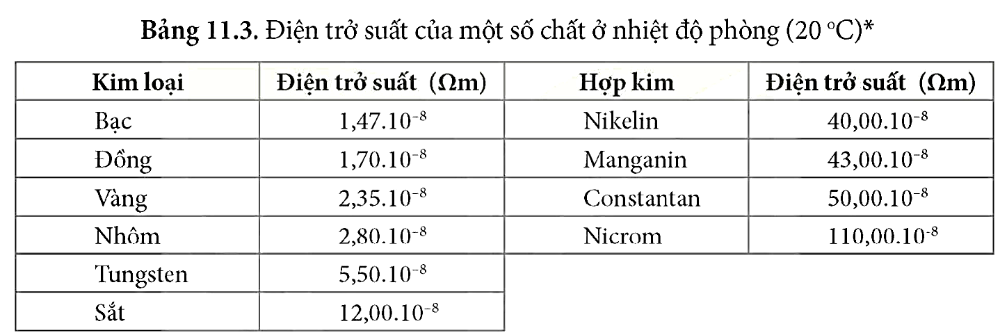 Bảng 11.3. Điện trở suất của một số chất ở nhiệt độ phòng (20 °C)*
Kim loại Điện trở suất (Ωm) Hợp kim Điện trở suất (Ωm)
Bạc 1,47.10⁻⁸ Nikelin 40,00.10⁻⁸
Đồng 1,70.10⁻⁸ Manganin 43,00.10⁻⁸
Vàng 2,35.10⁻⁸ Constantan 50,00.10⁻⁸
Nhôm 2,80.10⁻⁸ Nicrom 110,00.10⁻⁸
Tungsten 5,50.10⁻⁸
Sắt 12,00.10⁻⁸